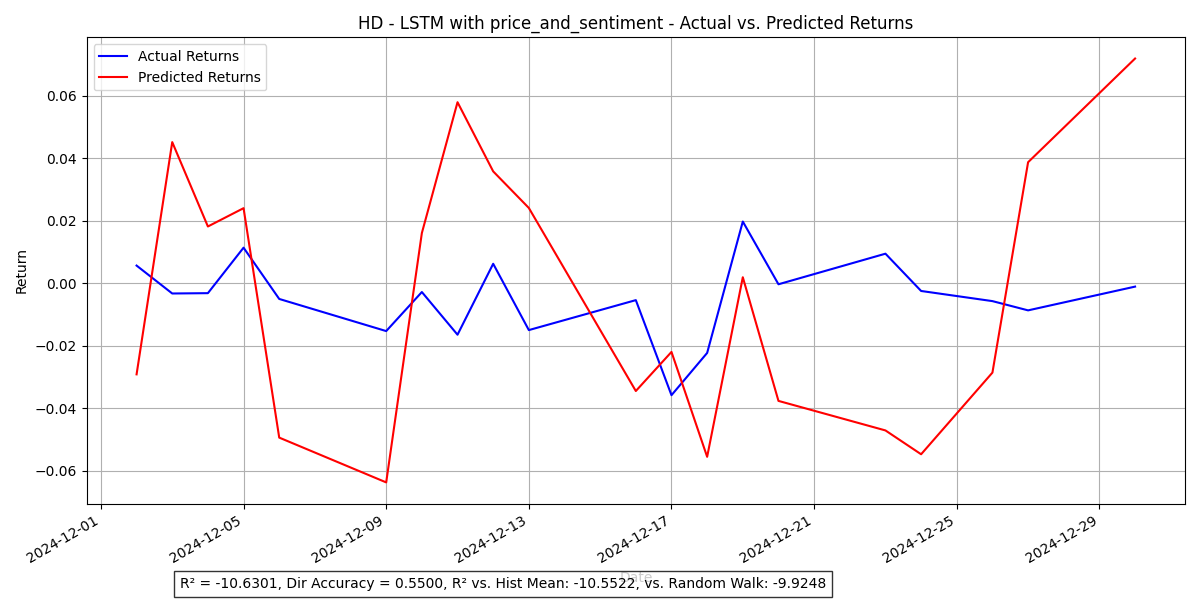 HD - LSTM with price_and_sentiment - Actual vs. Predicted Returns
Actual Returns
Predicted Returns
Return
0.06
0.04
0.02
0.00
−0.02
−0.04
−0.06
2024-12-01
2024-12-05
2024-12-09
2024-12-13
2024-12-17
2024-12-21
2024-12-25
2024-12-29
Date
R² = -10.6301, Dir Accuracy = 0.5500, R² vs. Hist Mean: -10.5522, vs. Random Walk: -9.9248